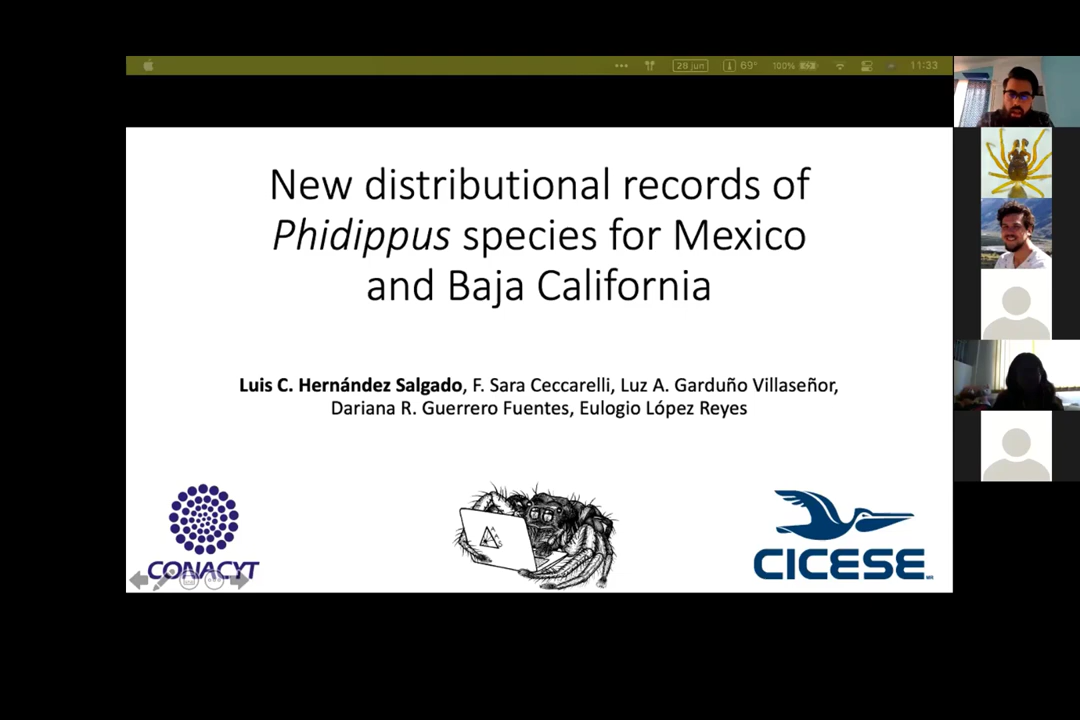 28 jun 69° 100% 11:33
New distributional records of
Phidippus species for Mexico
and Baja California
Luis C. Hernández Salgado, F. Sara Ceccarelli, Luz A. Garduño Villaseñor,
Dariana R. Guerrero Fuentes, Eulogio López Reyes
CONACYT
CICESE